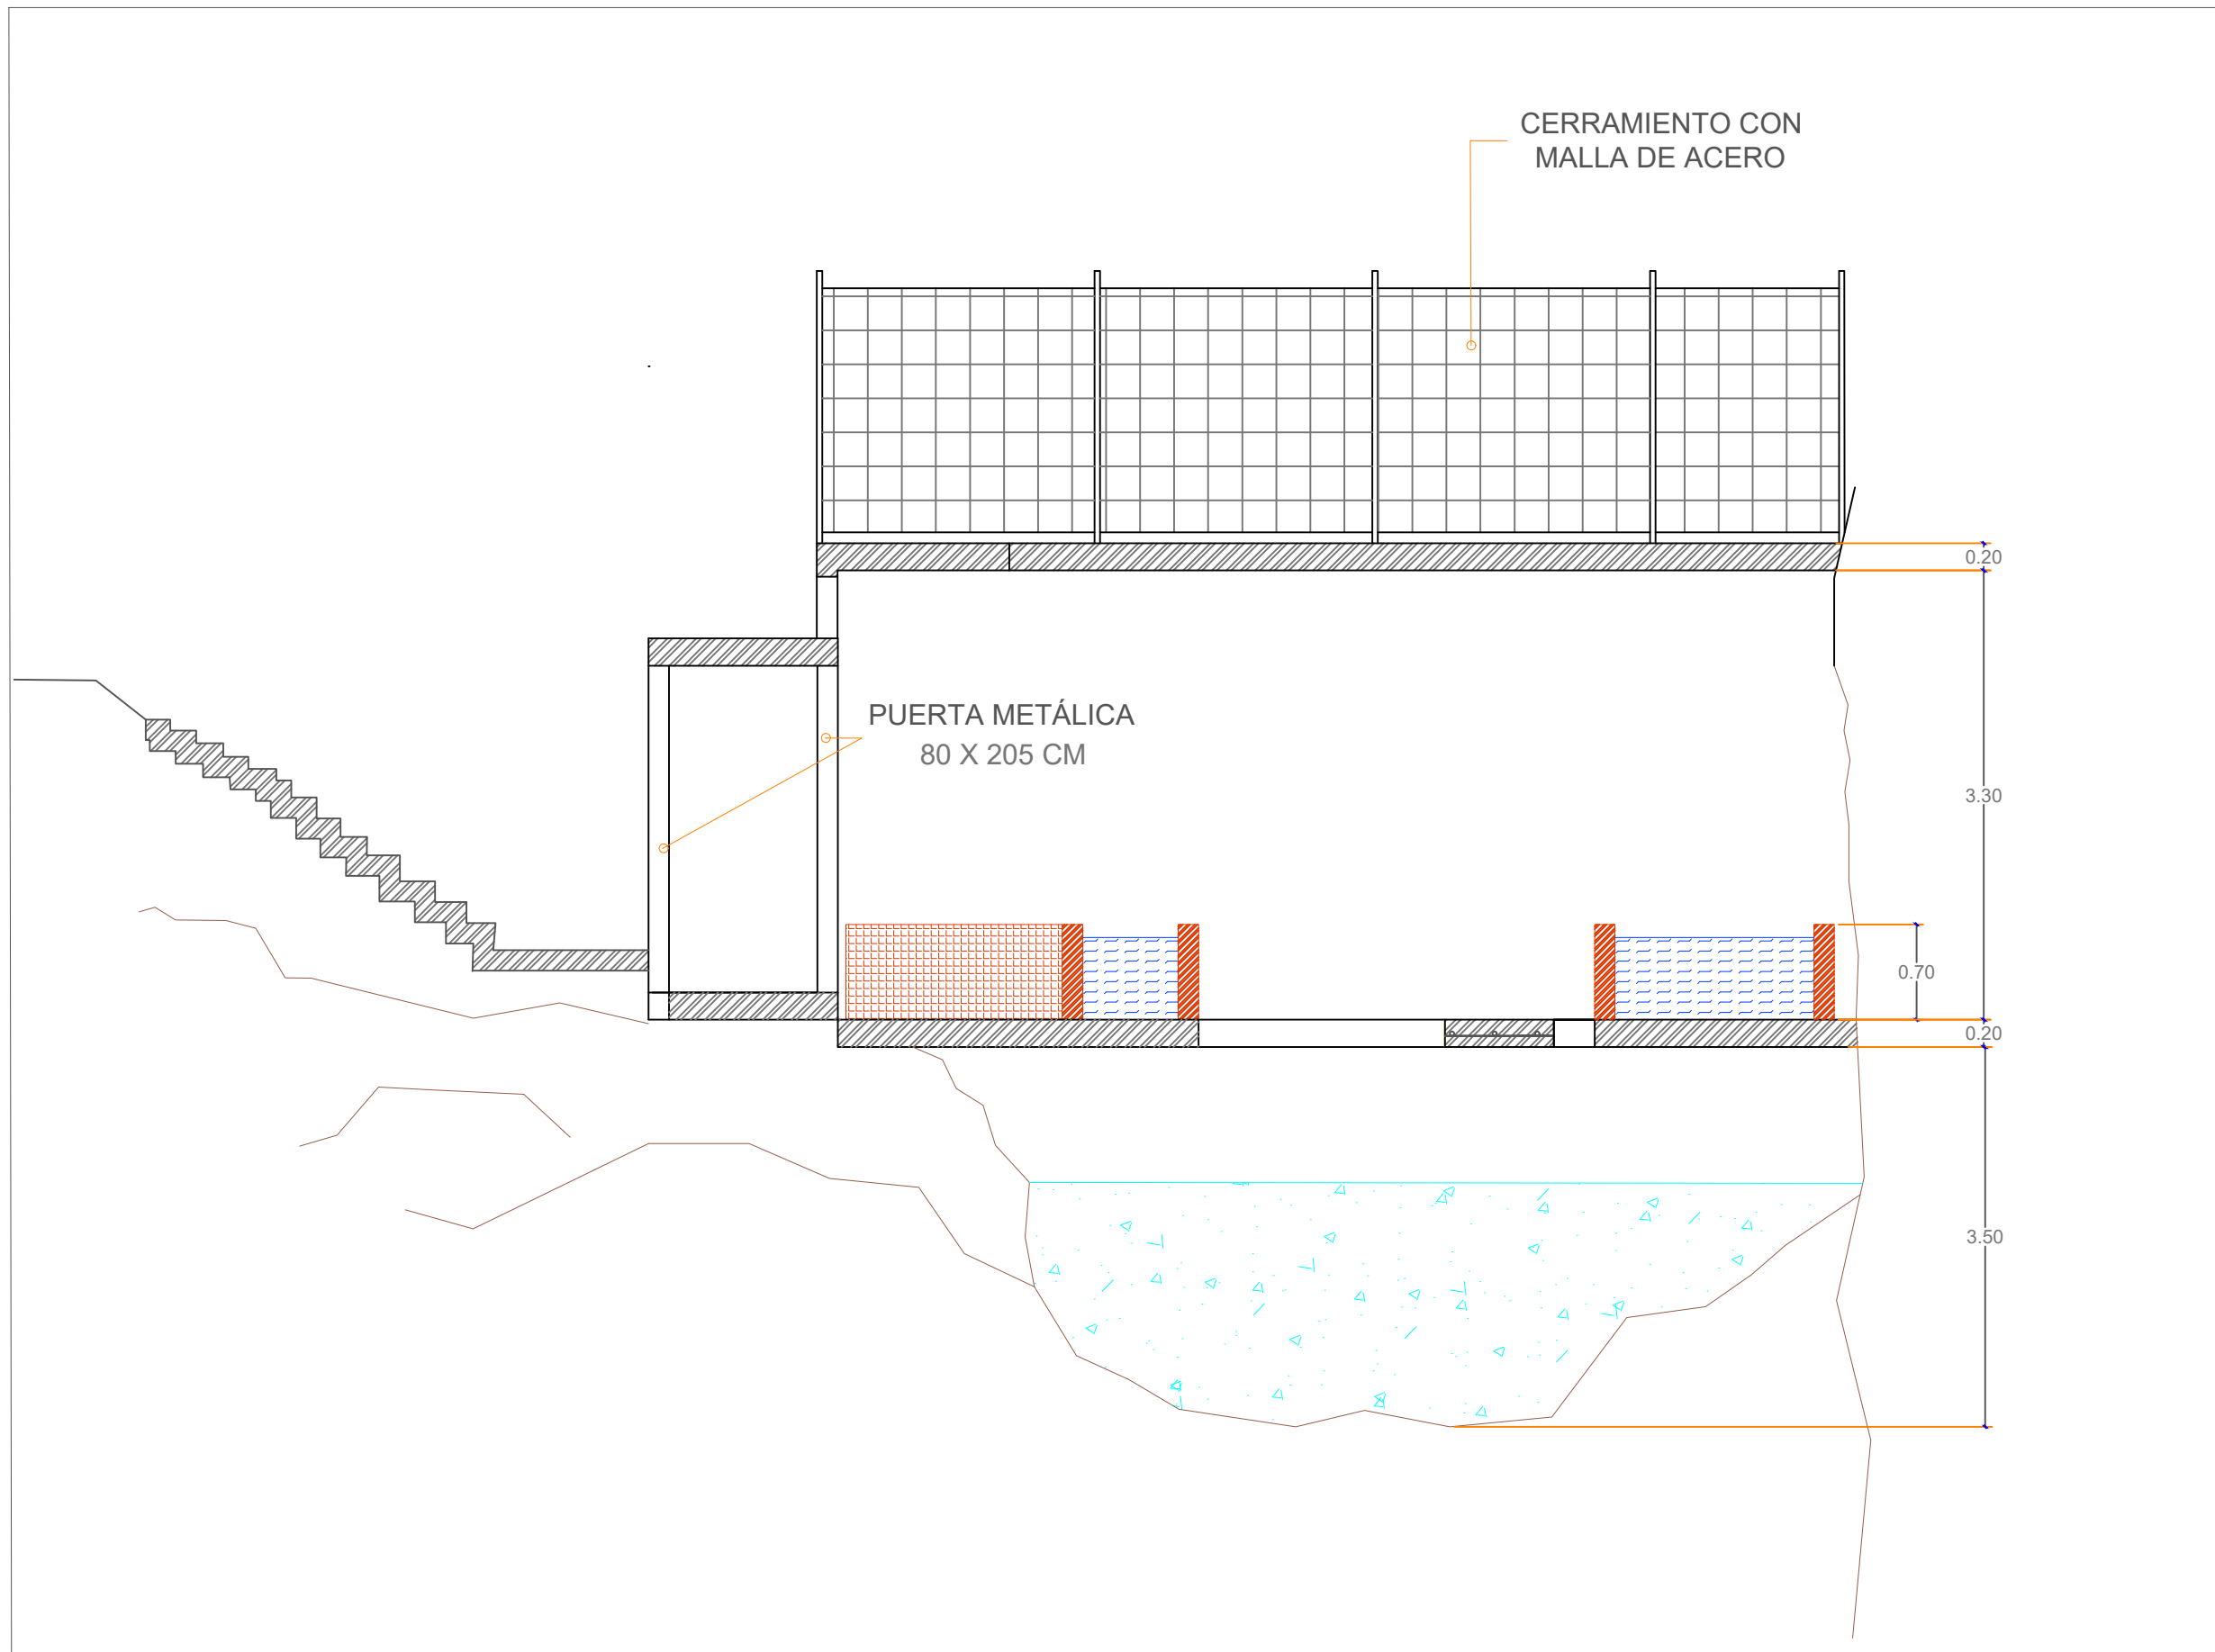 CERRAMIENTO CON
MALLA DE ACERO
0.20
PUERTA METÁLICA
80 X 205 CM
3.30
0.70
0.20
3.50